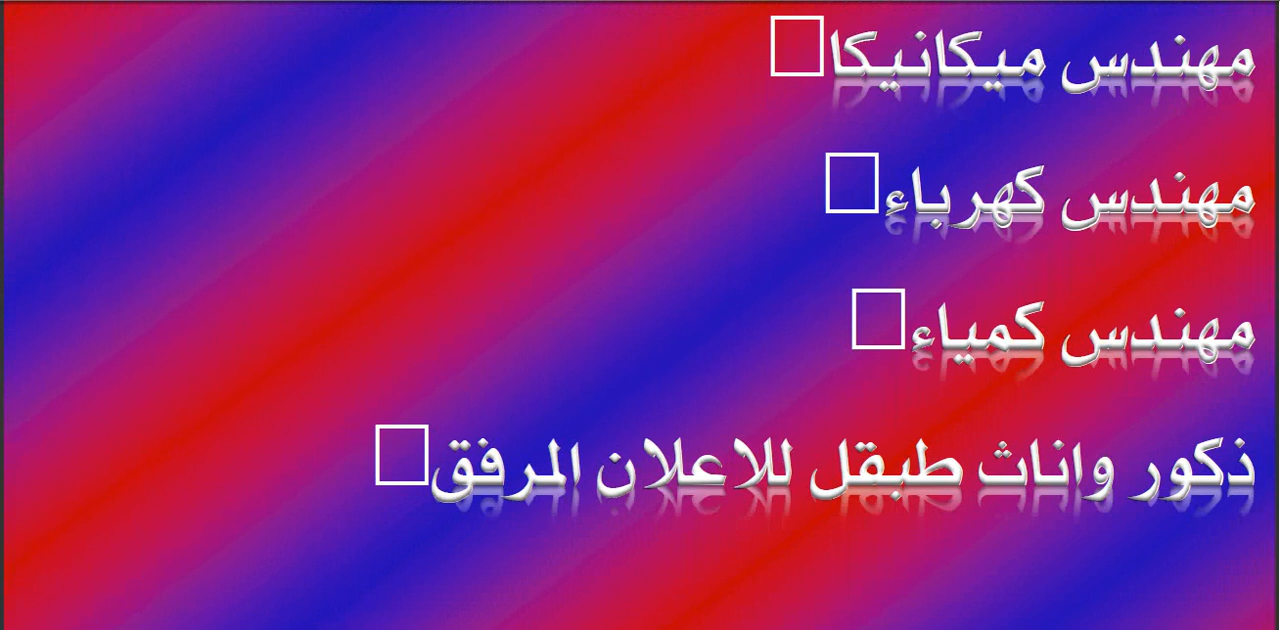 مهندس ميكانيكا
مهندس كهرباء
مهندس كمياء
ذكور واناث طبقل للاعلان المرفق